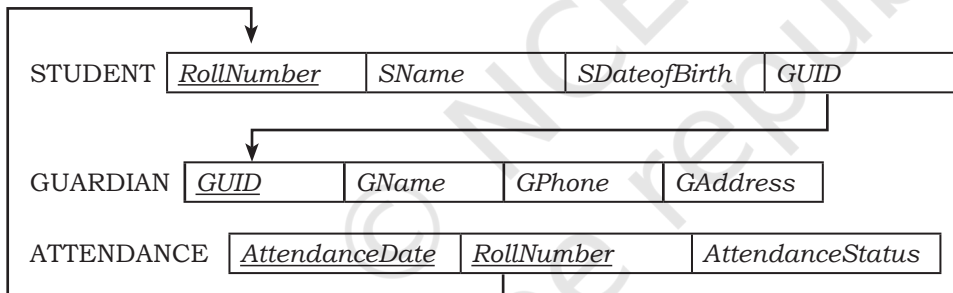 STUDENT RollNumber SName SDateofBirth GUID
GUARDIAN GUID GName GPhone GAddress
ATTENDANCE AttendanceDate RollNumber AttendanceStatus